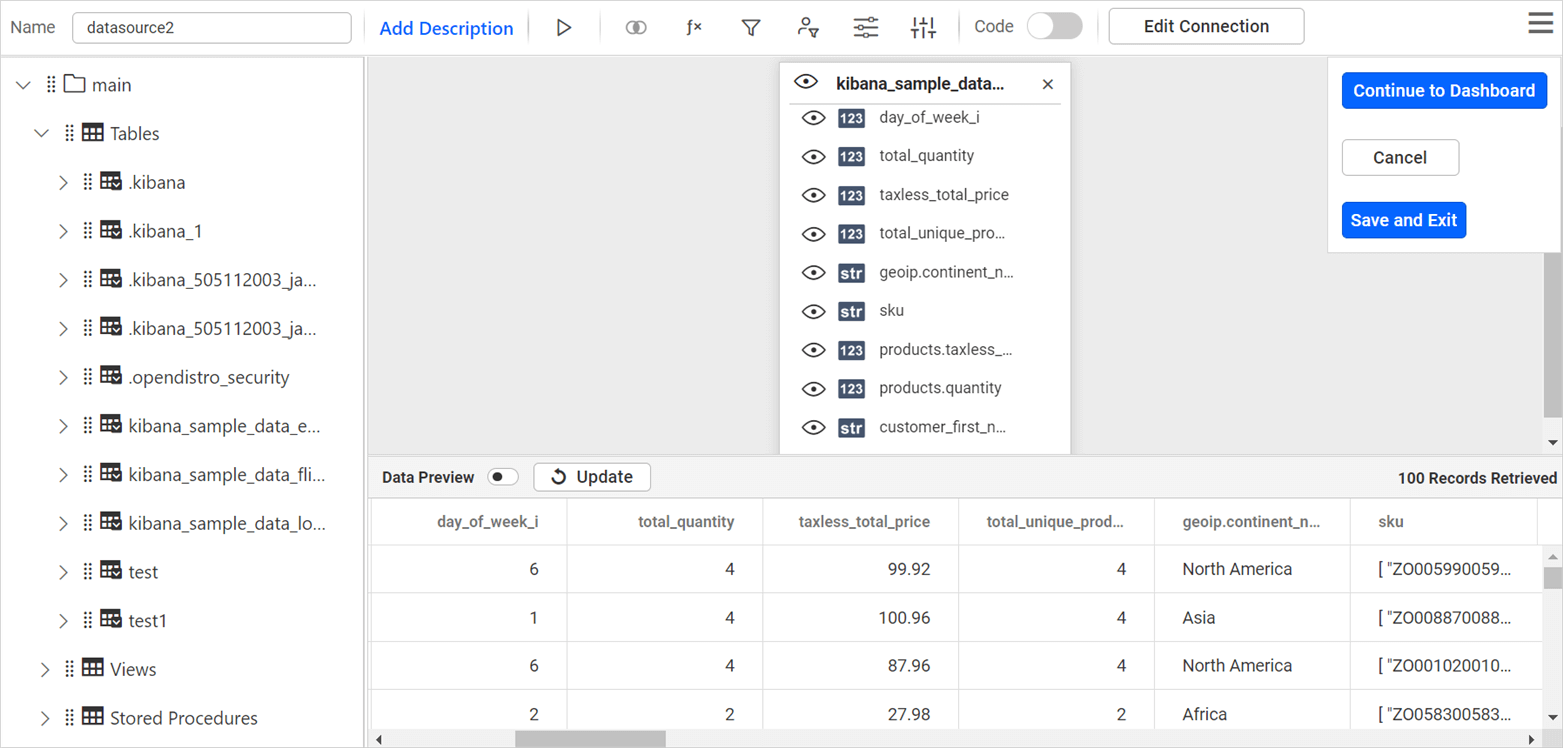 Name datasource2 Add Description ƒx Code Edit Connection
main
Tables
.kibana
.kibana_1
.kibana_505112003_ja...
.kibana_505112003_ja...
.opendistro_security
kibana_sample_data_e...
kibana_sample_data_fli...
kibana_sample_data_lo...
test
test1
Views
Stored Procedures
kibana_sample_data...
123 day_of_week_i
123 total_quantity
123 taxless_total_price
123 total_unique_pro...
str geoip.continent_n...
str sku
123 products.taxless_...
123 products.quantity
str customer_first_n...
Continue to Dashboard
Cancel
Save and Exit
Data Preview Update 100 Records Retrieved
day_of_week_i total_quantity taxless_total_price total_unique_prod... geoip.continent_n... sku
6 4 99.92 4 North America [ "ZO005990059...
1 4 100.96 4 Asia [ "ZO008870088...
6 4 87.96 4 North America [ "ZO001020010...
2 2 27.98 2 Africa [ "ZO058300583...